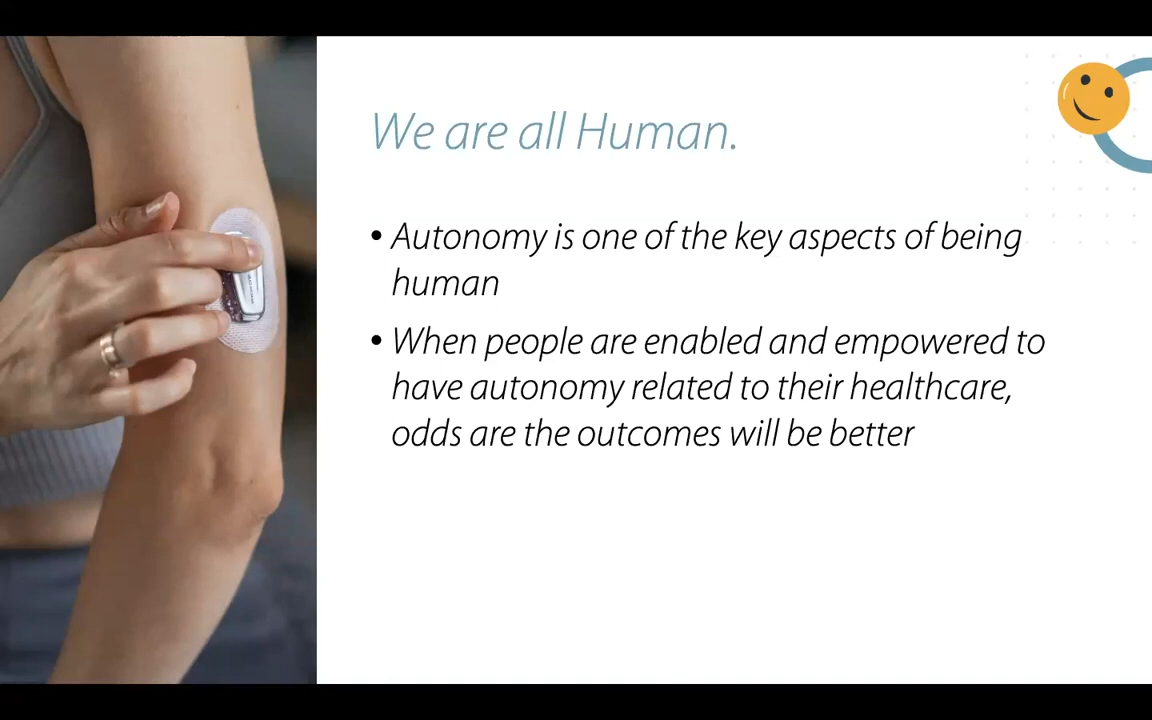 We are all Human.
• Autonomy is one of the key aspects of being
human
• When people are enabled and empowered to
have autonomy related to their healthcare,
odds are the outcomes will be better